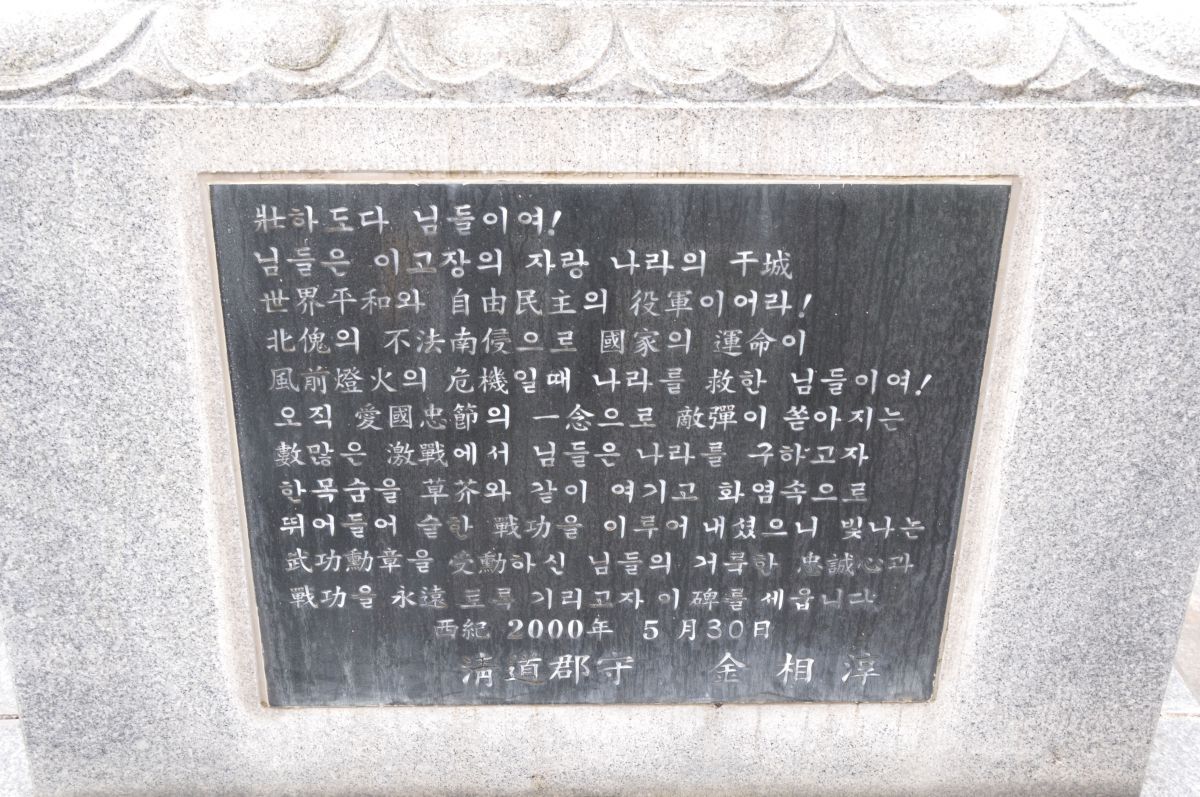 壯하도다 님들이여!
님들은 이고장의 자랑 나라의 干城
世界平和와 自由民主의 役軍이어라!
北傀의 不法南侵으로 國家의 運命이
風前燈火의 危機일때 나라를 救한 님들이여!
오직 愛國忠節의 一念으로 敵彈이 쏟아지는
數많은 激戰에서 님들은 나라를 구하고자
한목숨을 草芥와 같이 여기고 화염속으로
뛰어들어 숱한 戰功을 이루어 내셨으니 빛나는
武功勳章을 受勳하신 님들의 거룩한 忠誠心과
戰功을 永遠토록 기리고자 이 碑를 세웁니다
西紀 2000年 5月30日
淸道郡守 金相淳